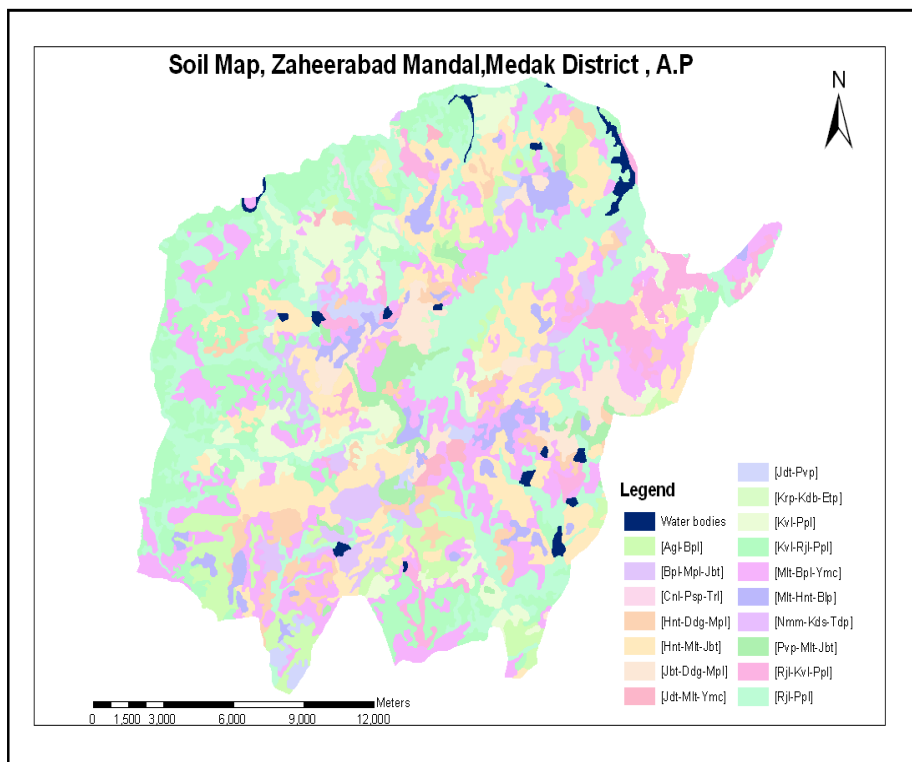 Soil Map, Zaheerabad Mandal,Medak District , A.P
N
Legend
Water bodies
[Agl-Bpl]
[Bpl-Mpl-Jbt]
[Cnl-Psp-Trl]
[Hnt-Ddg-Mpl]
[Hnt-Mlt-Jbt]
[Jbt-Ddg-Mpl]
[Jdt-Mlt-Ymc]
[Jdt-Pvp]
[Krp-Kdb-Etp]
[Kvl-Ppl]
[Kvl-Rjl-Ppl]
[Mlt-Bpl-Ymc]
[Mlt-Hnt-Blp]
[Nmm-Kds-Tdp]
[Pvp-Mlt-Jbt]
[Rjl-Kvl-Ppl]
[Rjl-Ppl]
Meters
0 1,500 3,000 6,000 9,000 12,000